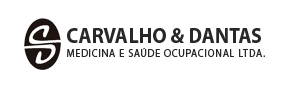 CARVALHO & DANTAS
MEDICINA E SAÚDE OCUPACIONAL LTDA.